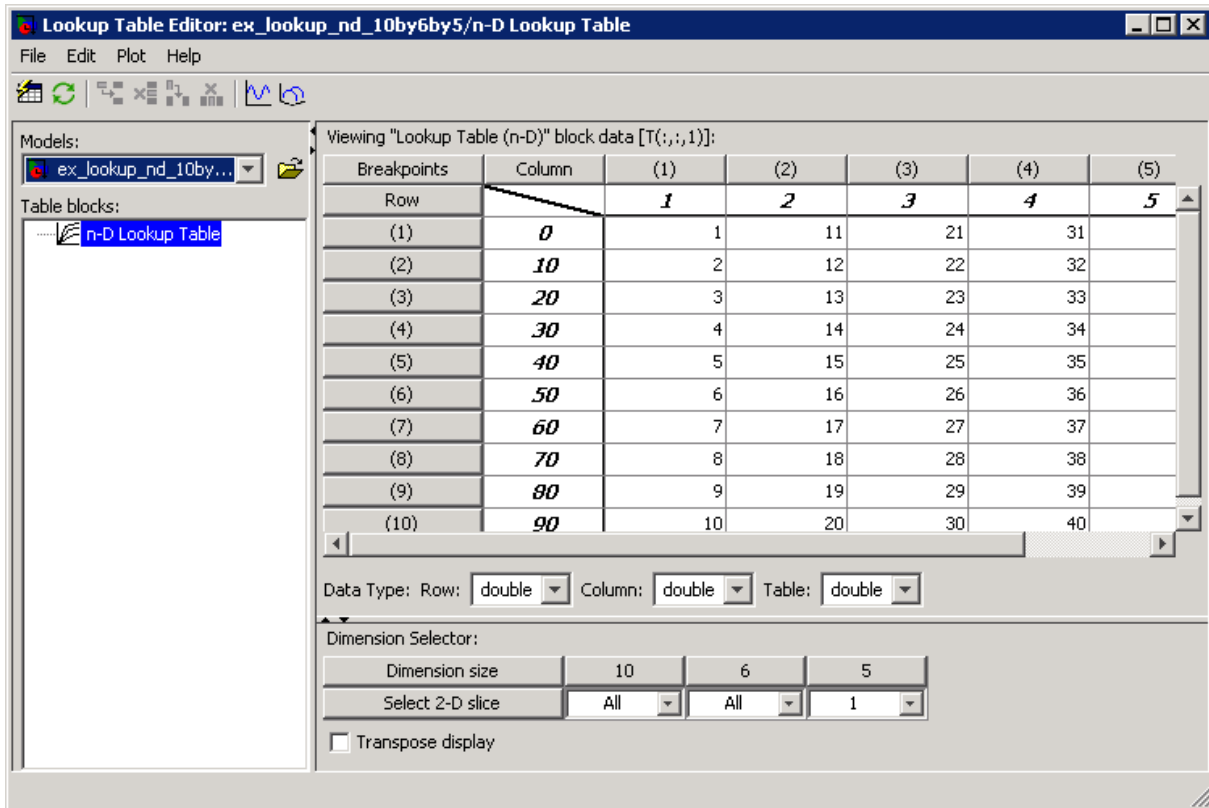 Lookup Table Editor: ex_lookup_nd_10by6by5/n-D Lookup Table
File Edit Plot Help
Models:
ex_lookup_nd_10by...
Table blocks:
n-D Lookup Table
Viewing "Lookup Table (n-D)" block data [T(:,:,1)]:
Breakpoints Column (1) (2) (3) (4) (5)
Row 1 2 3 4 5
(1) 0 1 11 21 31
(2) 10 2 12 22 32
(3) 20 3 13 23 33
(4) 30 4 14 24 34
(5) 40 5 15 25 35
(6) 50 6 16 26 36
(7) 60 7 17 27 37
(8) 70 8 18 28 38
(9) 80 9 19 29 39
(10) 90 10 20 30 40
Data Type: Row: double Column: double Table: double
Dimension Selector:
Dimension size 10 6 5
Select 2-D slice All All 1
Transpose display